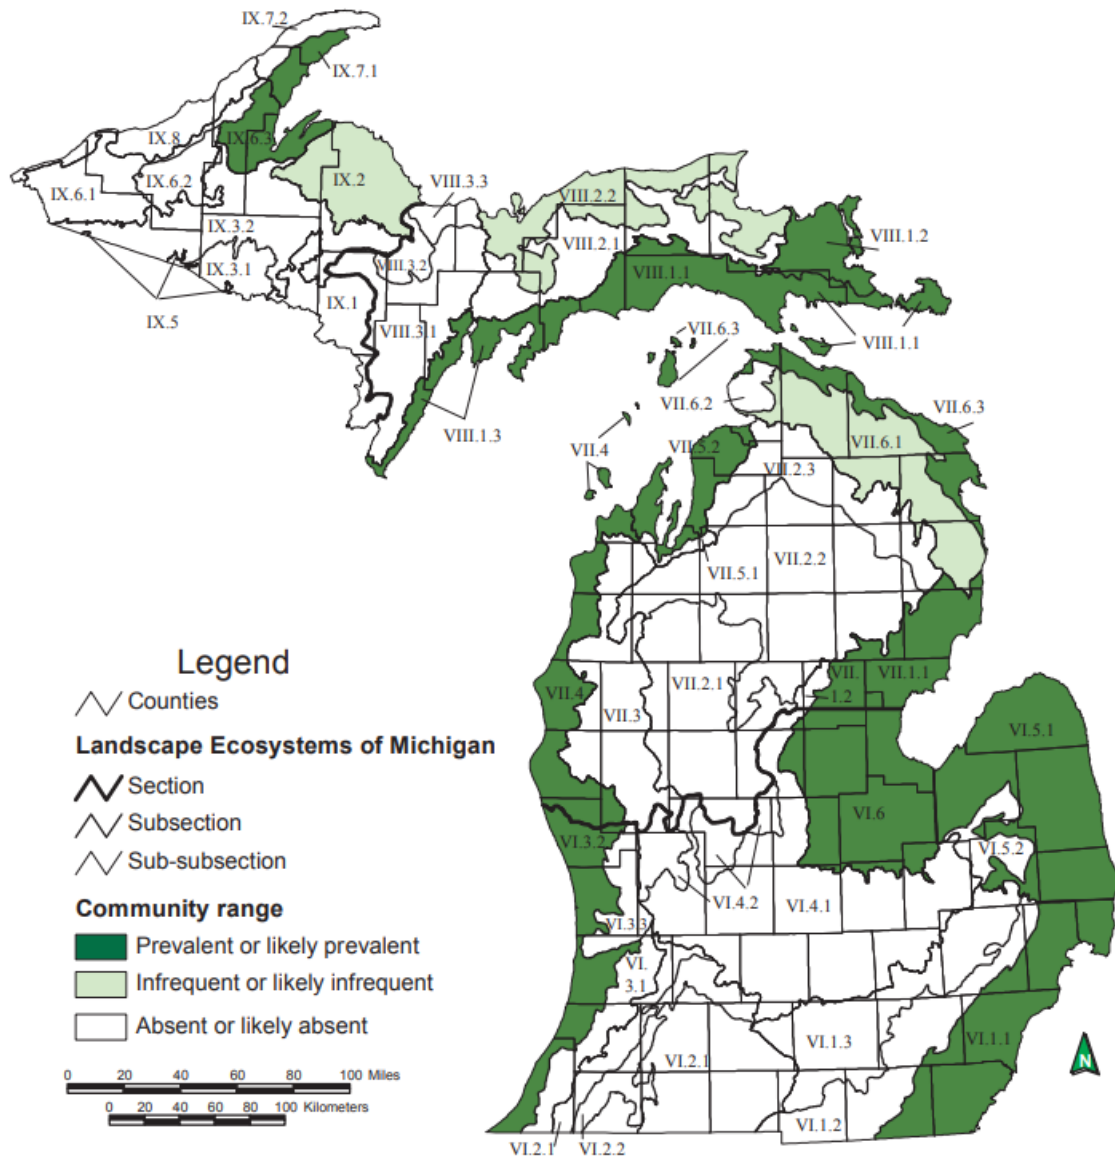 IX.7.2
IX.7.1
IX.8
IX.6.3
IX.6.2
IX.6.1
IX.2
VIII.3.3
VIII.2.2
IX.3.2
VIII.2.1
VIII.1.2
IX.3.1
VIII.3.2
VIII.1.1
IX.1
IX.5
VIII.3.1
VII.6.3
VIII.1.1
VII.6.2
VII.6.3
VIII.1.3
VII.6.1
VII.5.2
VII.4
VII.2.3
VII.5.1
VII.2.2
Legend
Counties
Landscape Ecosystems of Michigan
Section
Subsection
Sub-subsection
Community range
Prevalent or likely prevalent
Infrequent or likely infrequent
Absent or likely absent
0 20 40 60 80 100 Miles
0 20 40 60 80 100 Kilometers
VII.4
VII.3
VII.2.1
VII.
1.2
VII.1.1
VI.5.1
VI.6
VI.3.2
VI.5.2
VI.4.2
VI.4.1
VI.3.3
VI.
3.1
VI.1.3
VI.1.1
VI.2.1
VI.1.2
VI.2.1
VI.2.2
N